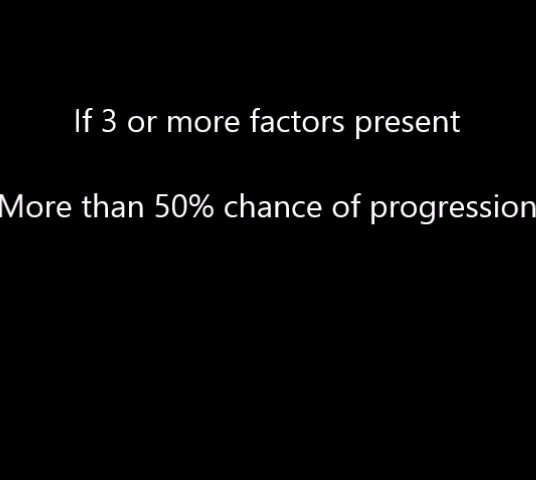 If 3 or more factors present
More than 50% chance of progression